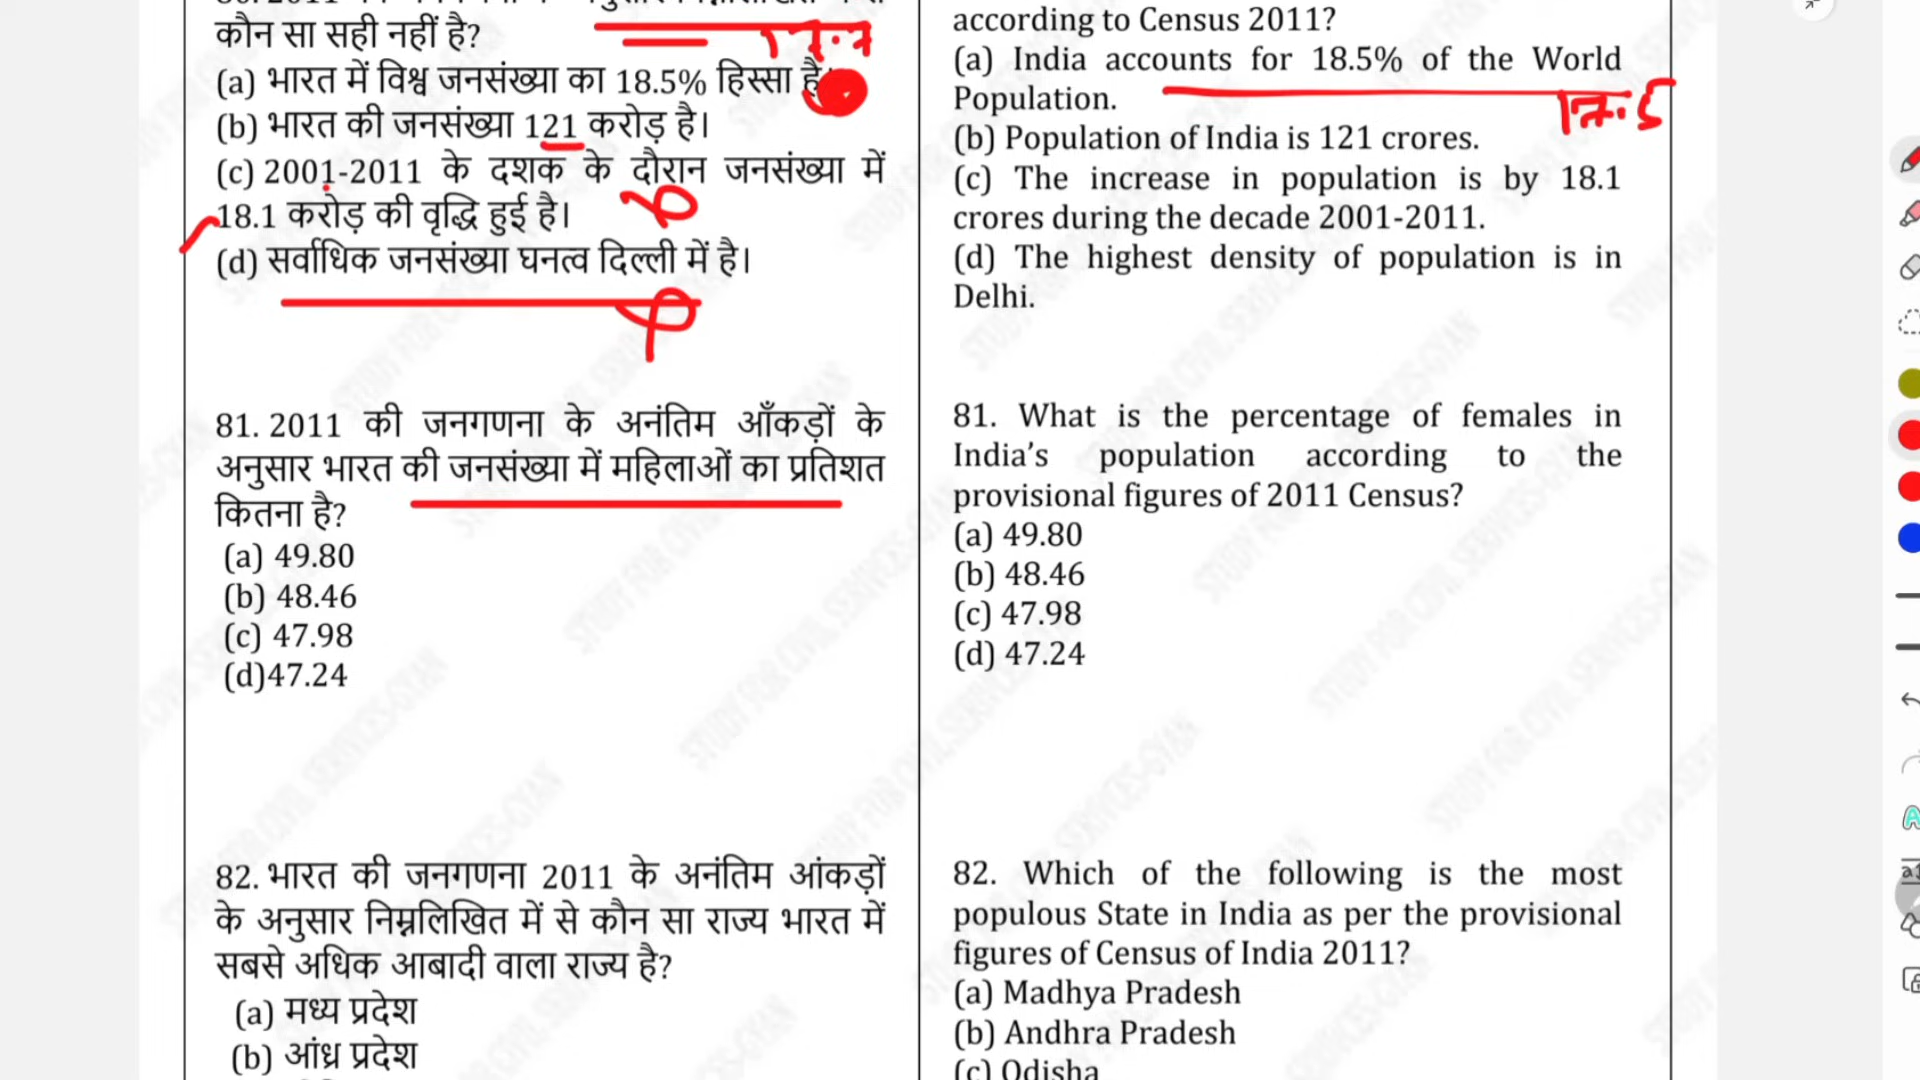 कौन सा सही नहीं है?
17.7
(a) भारत में विश्व जनसंख्या का 18.5% हिस्सा है
(b) भारत की जनसंख्या 121 करोड़ है।
(c) 2001-2011 के दशक के दौरान जनसंख्या में
18.1 करोड़ की वृद्धि हुई है।
(d) सर्वाधिक जनसंख्या घनत्व दिल्ली में है।
81. 2011 की जनगणना के अनंतिम आँकड़ों के
अनुसार भारत की जनसंख्या में महिलाओं का प्रतिशत
कितना है?
(a) 49.80
(b) 48.46
(c) 47.98
(d)47.24
82. भारत की जनगणना 2011 के अनंतिम आंकड़ों
के अनुसार निम्नलिखित में से कौन सा राज्य भारत में
सबसे अधिक आबादी वाला राज्य है?
(a) मध्य प्रदेश
(b) आंध्र प्रदेश
according to Census 2011?
(a) India accounts for 18.5% of the World
Population.
17.5
(b) Population of India is 121 crores.
(c) The increase in population is by 18.1
crores during the decade 2001-2011.
(d) The highest density of population is in
Delhi.
81. What is the percentage of females in
India’s population according to the
provisional figures of 2011 Census?
(a) 49.80
(b) 48.46
(c) 47.98
(d) 47.24
82. Which of the following is the most
populous State in India as per the provisional
figures of Census of India 2011?
(a) Madhya Pradesh
(b) Andhra Pradesh
(c) Odisha